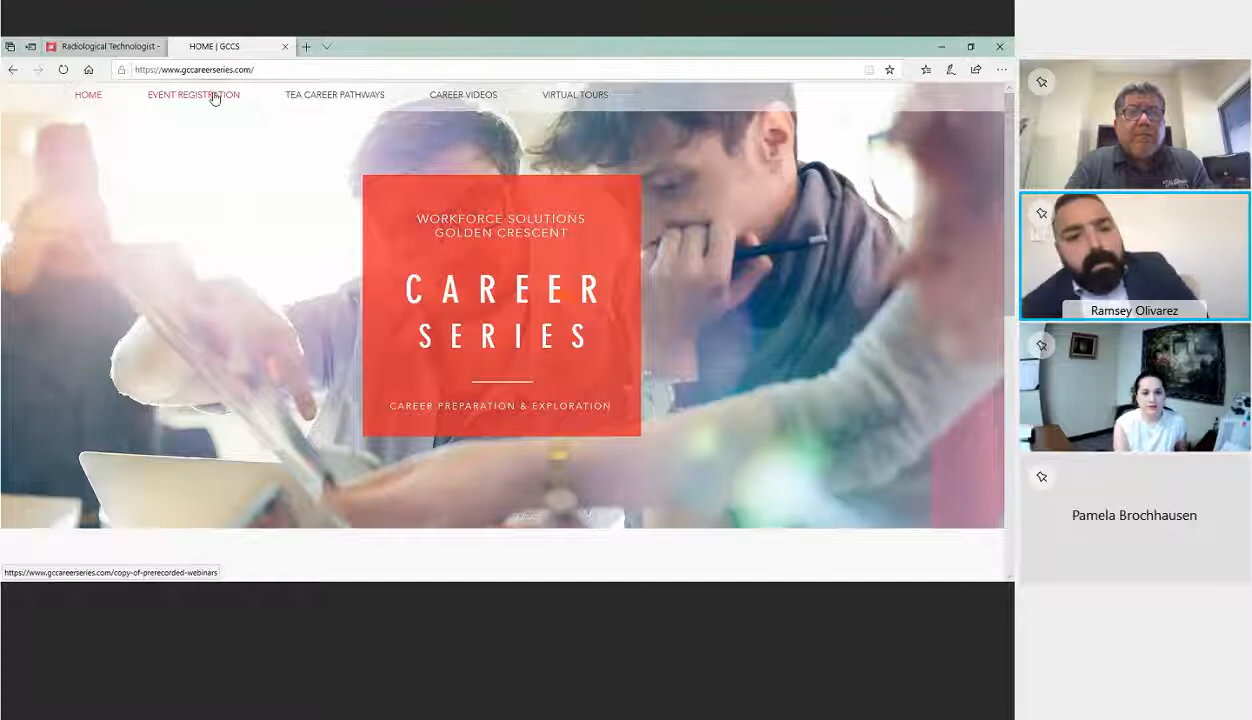 Radiological Technologist -
HOME | GCCS
https://www.gccareerseries.com/
HOME
EVENT REGISTRATION
TEA CAREER PATHWAYS
CAREER VIDEOS
VIRTUAL TOURS
WORKFORCE SOLUTIONS
GOLDEN CRESCENT
CAREER
SERIES
CAREER PREPARATION & EXPLORATION
https://www.gccareerseries.com/copy-of-prerecorded-webinars
Ramsey Olivarez
Pamela Brochhausen